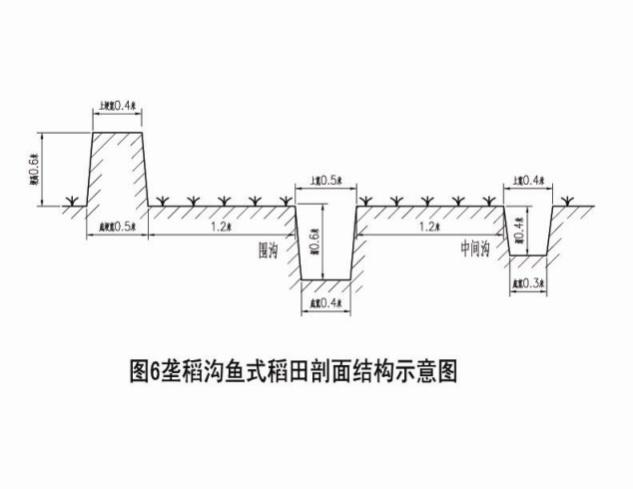 上埂宽0.4米
埂高0.6米
上宽0.5米
上宽0.4米
底埂宽0.5米
1.2米
深0.6米
1.2米
深0.4米
围沟
中间沟
底宽0.4米
底宽0.3米
图6垄稻沟鱼式稻田剖面结构示意图